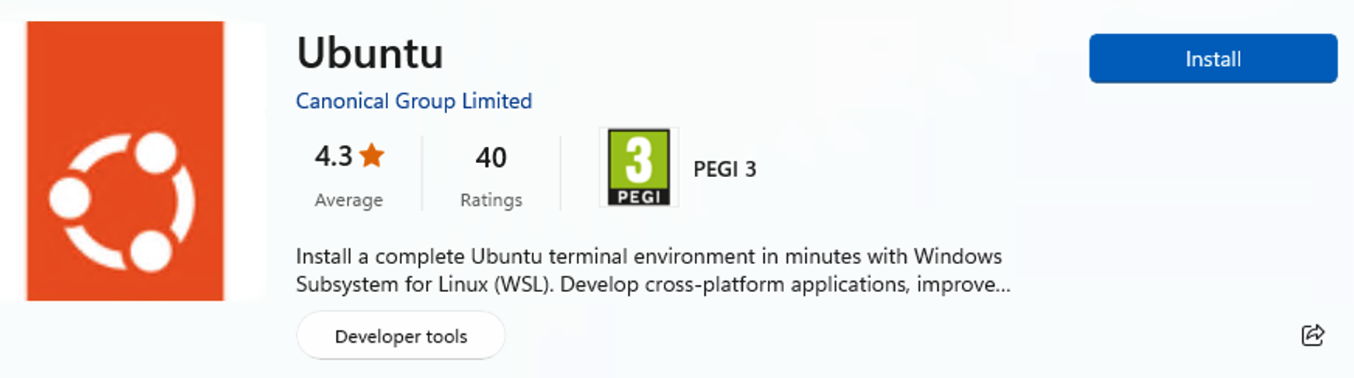 Ubuntu
Install
Canonical Group Limited
4.3
40
3
PEGI
PEGI 3
Average
Ratings
Install a complete Ubuntu terminal environment in minutes with Windows
Subsystem for Linux (WSL). Develop cross-platform applications, improve...
Developer tools